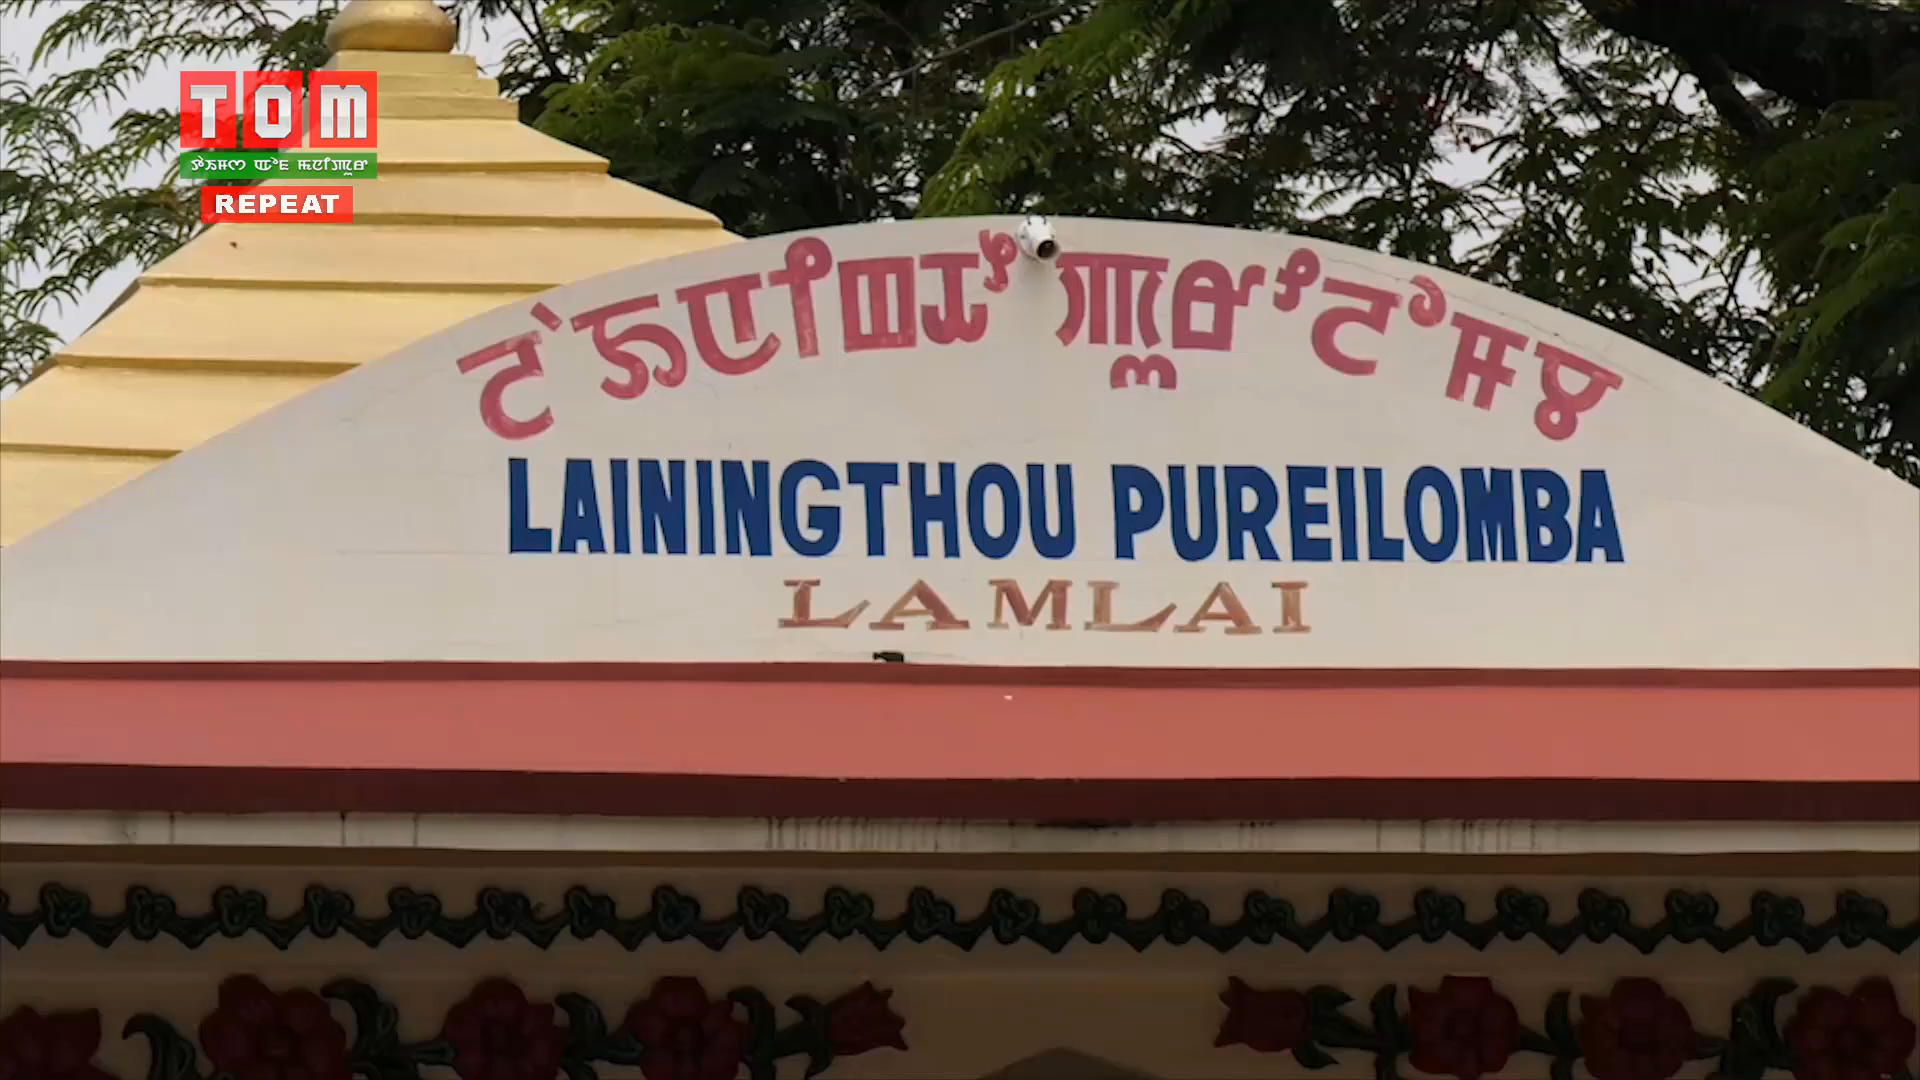 TOM
REPEAT
ꯂꯥꯏꯅꯤꯡꯊꯧ ꯄꯨꯔꯩꯂꯣꯝꯕ
LAININGTHOU PUREILOMBA
LAMLAI